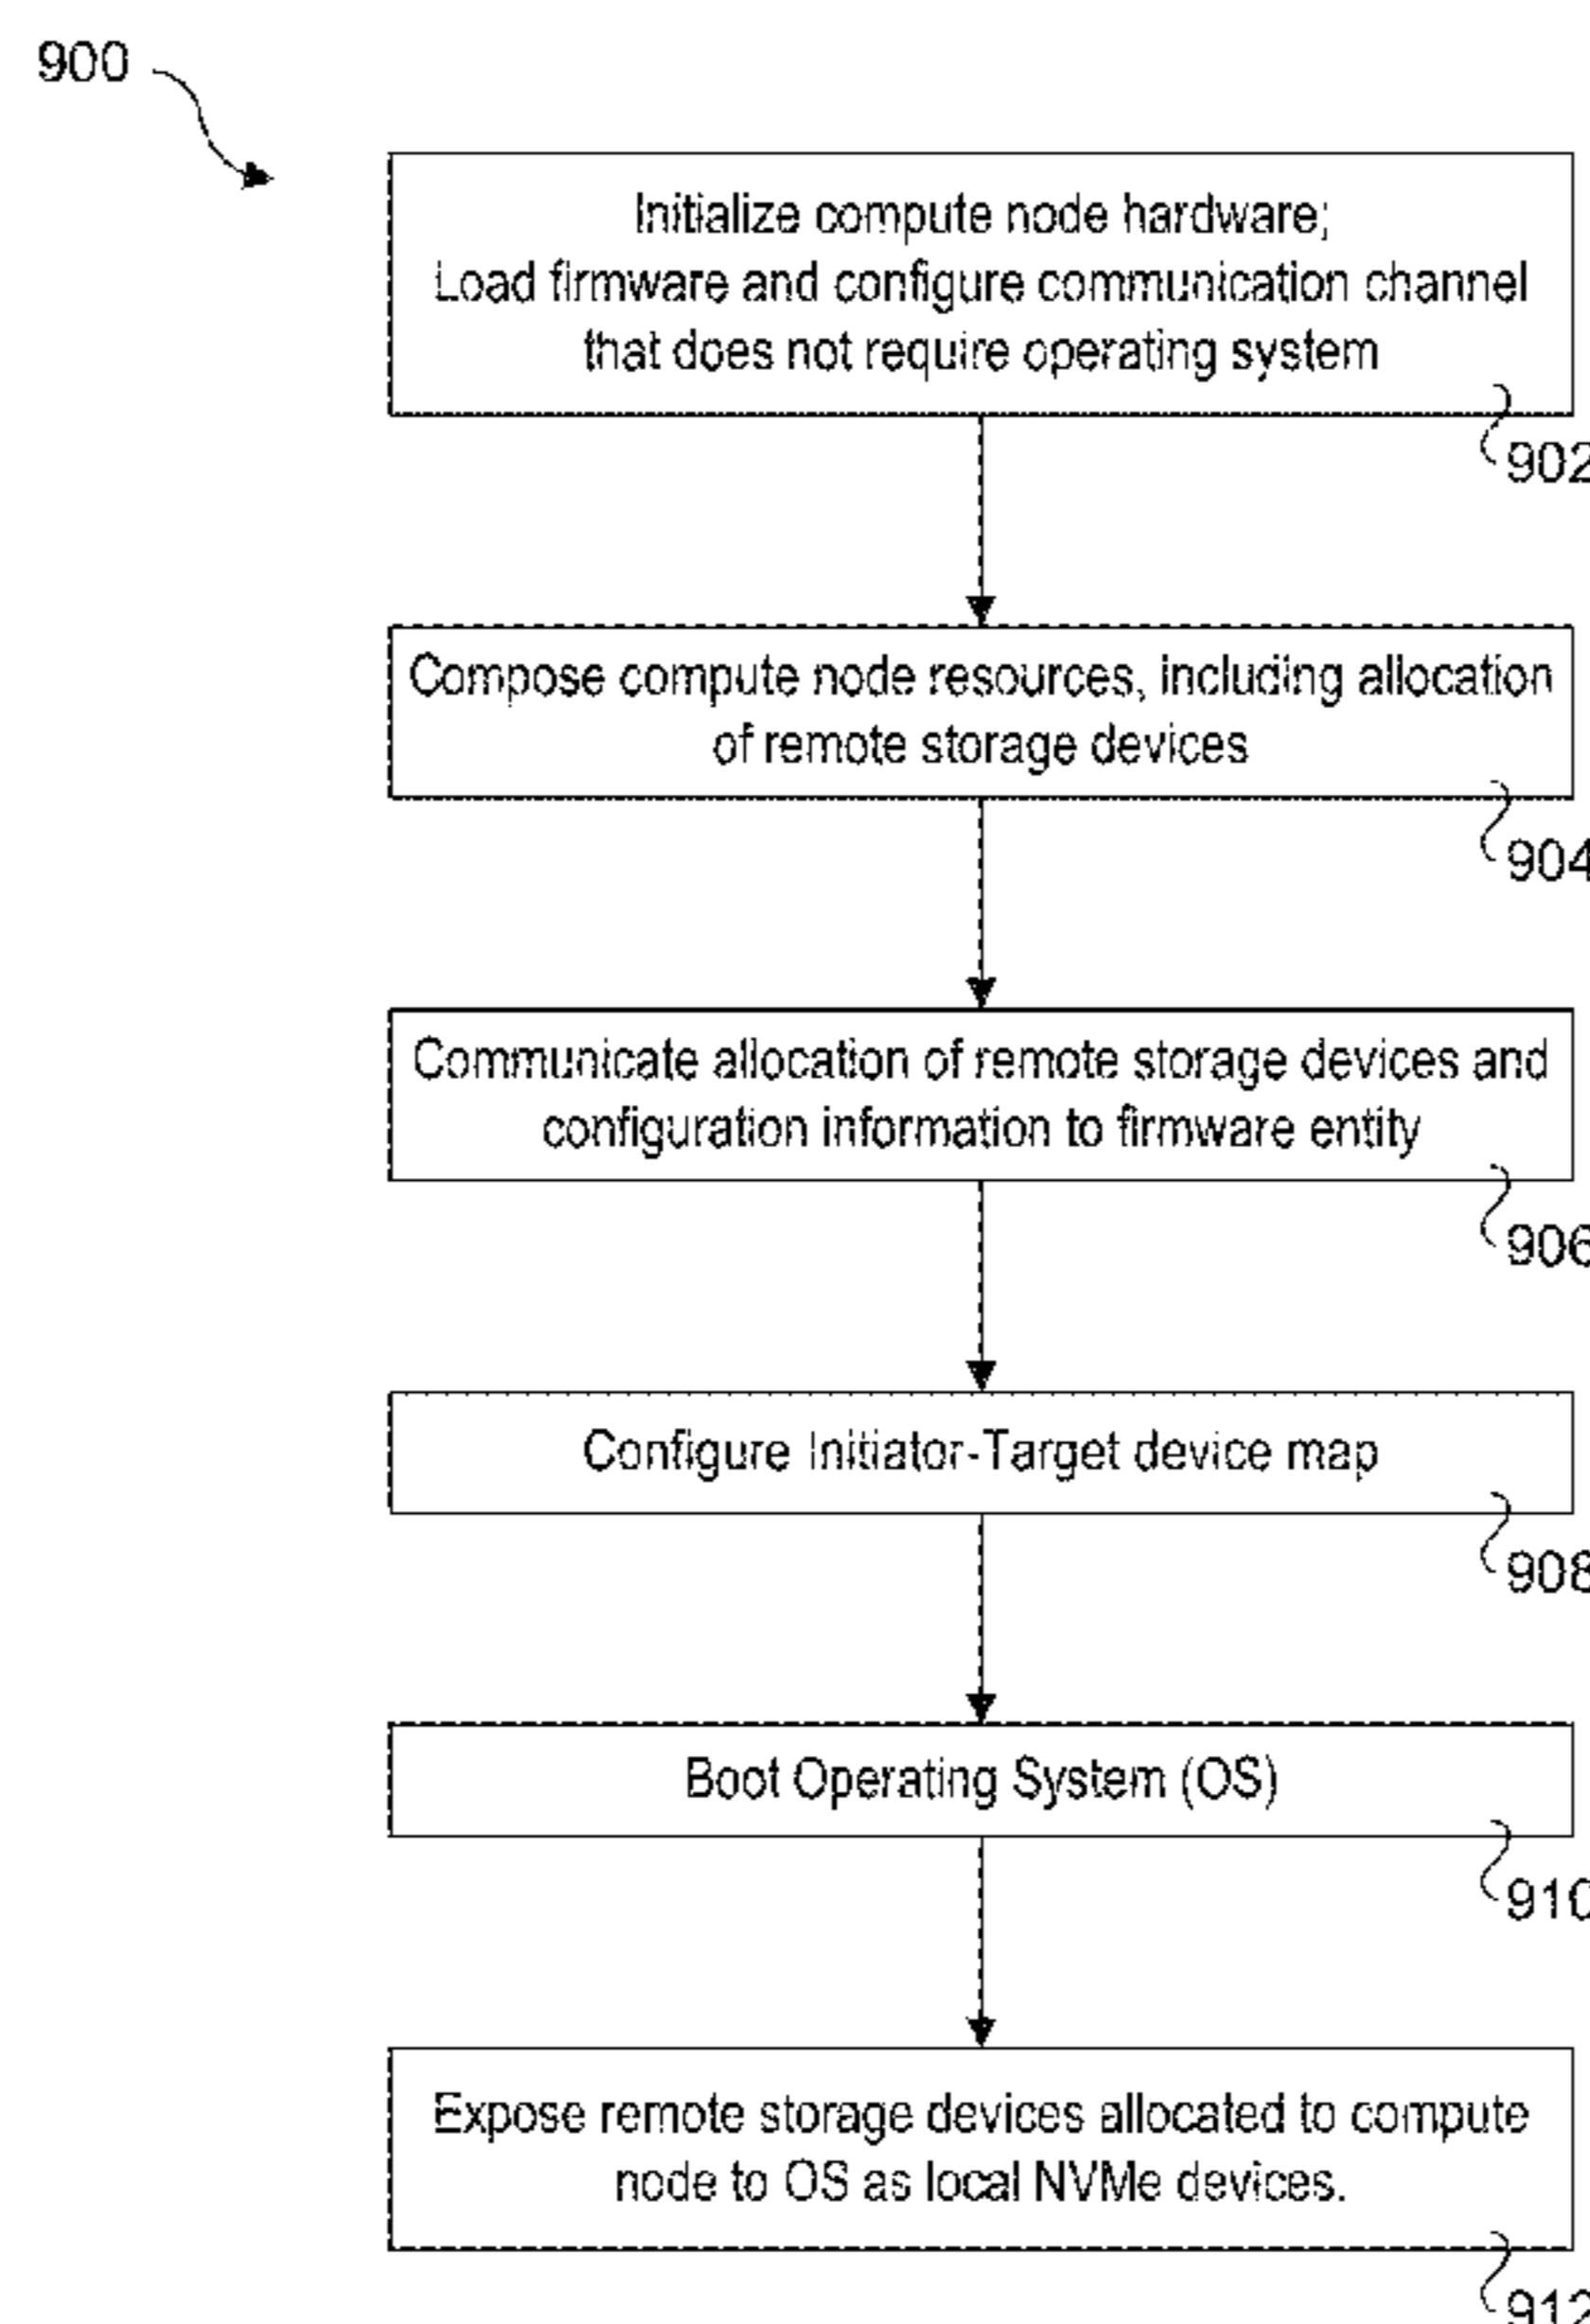 900
Initialize compute node hardware;
Load firmware and configure communication channel
that does not require operating system
902
Compose compute node resources, including allocation
of remote storage devices
904
Communicate allocation of remote storage devices and
configuration information to firmware entity
906
Configure Initiator-Target device map
908
Boot Operating System (OS)
910
Expose remote storage devices allocated to compute
node to OS as local NVMe devices.
912